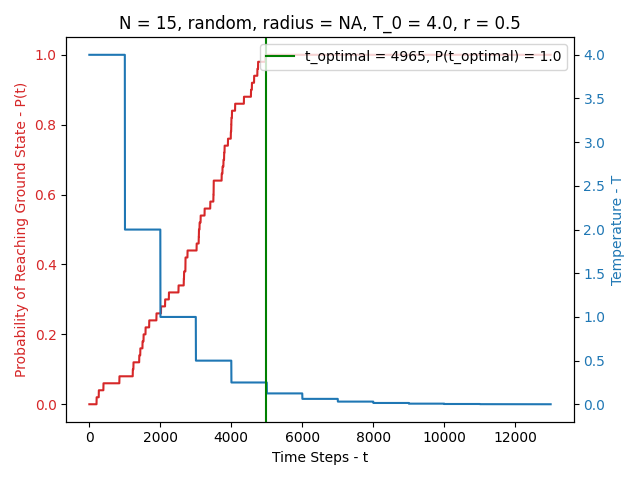 N = 15, random, radius = NA, T_0 = 4.0, r = 0.5
t_optimal = 4965, P(t_optimal) = 1.0
Probability of Reaching Ground State - P(t)
1.0
0.8
0.6
0.4
0.2
0.0
4.0
3.5
3.0
2.5
2.0
1.5
1.0
0.5
0.0
Temperature - T
0 2000 4000 6000 8000 10000 12000
Time Steps - t